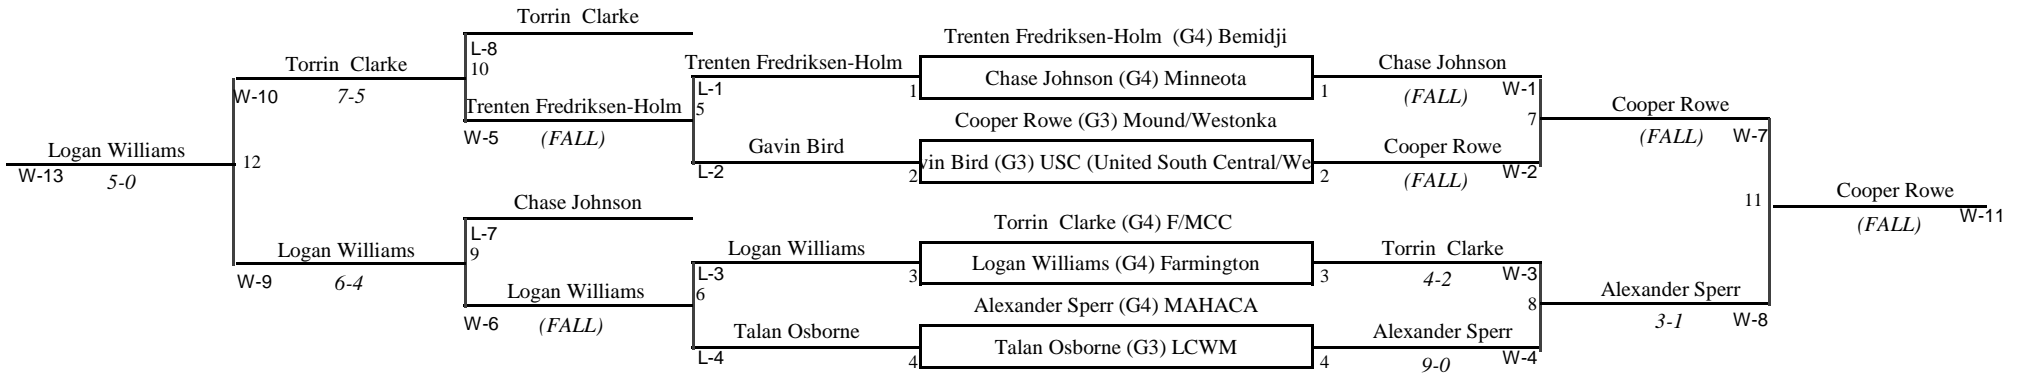 Torrin Clarke
L-8
10
Torrin Clarke
W-10
7-5
Trenten Fredriksen-Holm
W-5
(FALL)
Logan Williams
W-13
5-0
12
Chase Johnson
L-7
9
Logan Williams
W-9
6-4
Logan Williams
W-6
(FALL)
Trenten Fredriksen-Holm
L-1
5
1
Gavin Bird
L-2
2
Logan Williams
L-3
6
3
Talan Osborne
L-4
4
Trenten Fredriksen-Holm (G4) Bemidji
Chase Johnson (G4) Minneota
Cooper Rowe (G3) Mound/Westonka
vin Bird (G3) USC (United South Central/We
Torrin Clarke (G4) F/MCC
Logan Williams (G4) Farmington
Alexander Sperr (G4) MAHACA
Talan Osborne (G3) LCWM
Chase Johnson
1
(FALL)
W-1
7
Cooper Rowe
2
(FALL)
W-2
Torrin Clarke
3
4-2
W-3
8
Alexander Sperr
4
9-0
W-4
Cooper Rowe
(FALL)
W-7
11
Alexander Sperr
3-1
W-8
Cooper Rowe
(FALL)
W-11